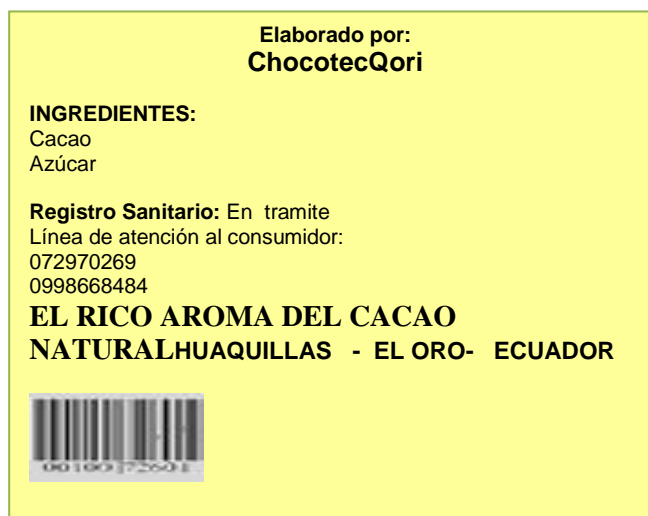 Elaborado por:
ChocotecQori
INGREDIENTES:
Cacao
Azúcar
Registro Sanitario: En tramite
Línea de atención al consumidor:
072970269
0998668484
EL RICO AROMA DEL CACAO
NATURALHUAQUILLAS - EL ORO- ECUADOR